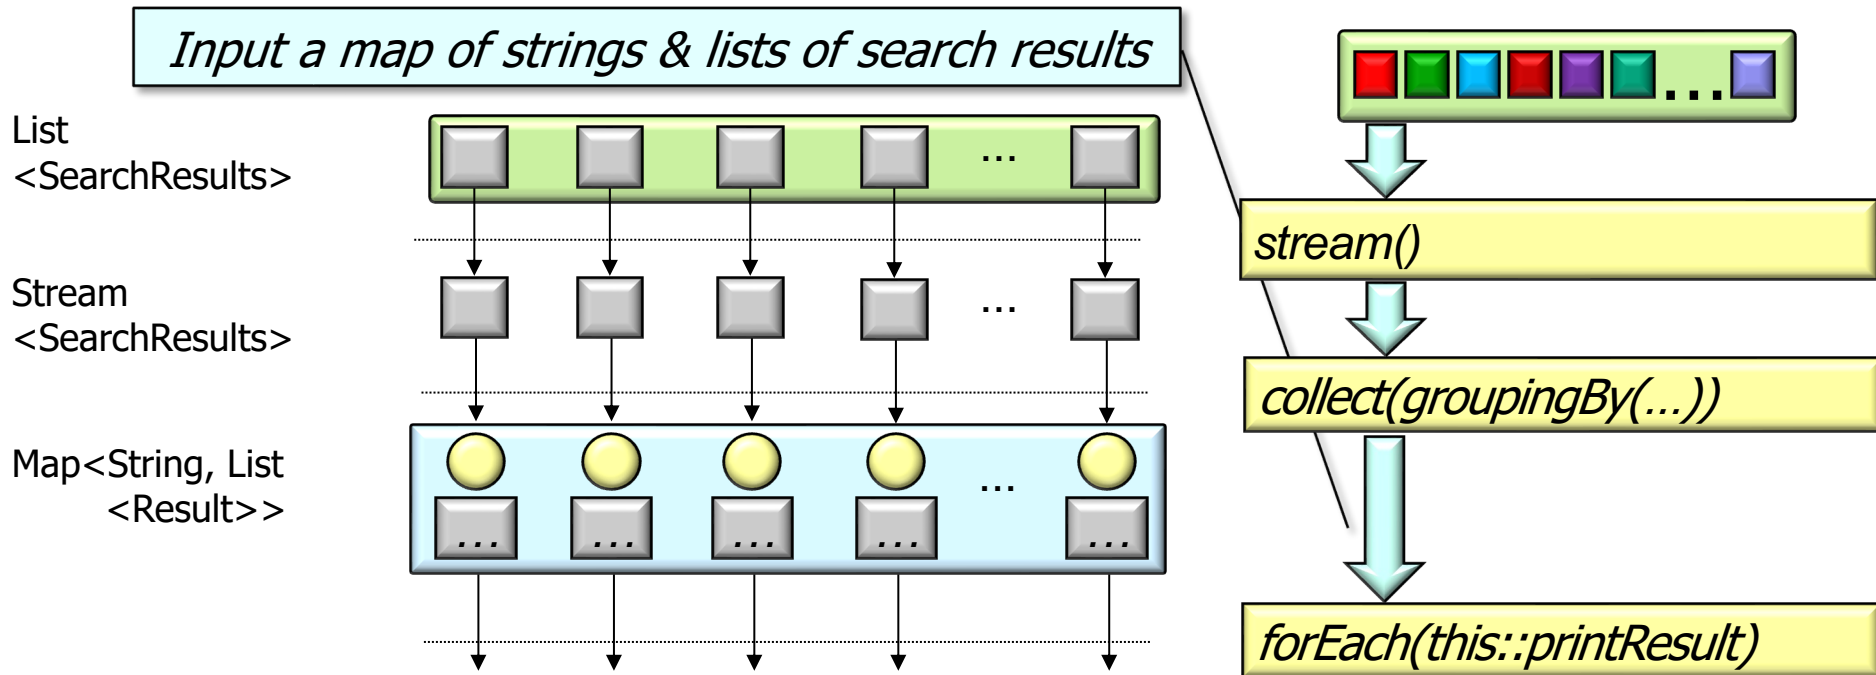 Input a map of strings & lists of search results
List
<SearchResults>
...
Stream
<SearchResults>
...
Map<String, List
<Result>>
...
... ... ... ... ...
...
stream()
collect(groupingBy(...))
forEach(this::printResult)